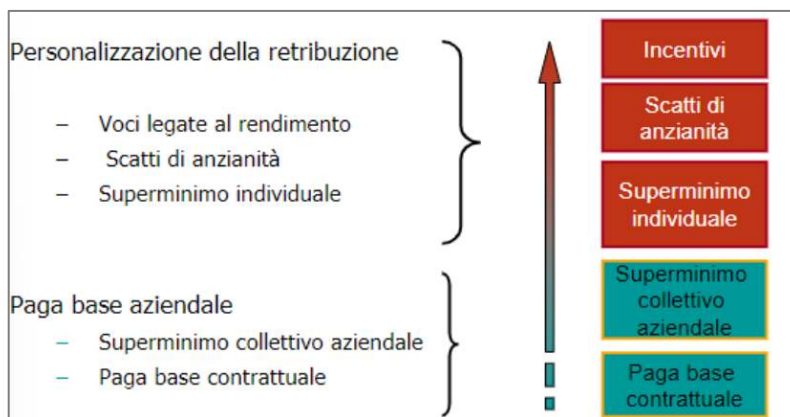 Personalizzazione della retribuzione
– Voci legate al rendimento
– Scatti di anzianità
– Superminimo individuale
Paga base aziendale
– Superminimo collettivo aziendale
– Paga base contrattuale
Incentivi
Scatti di
anzianità
Superminimo
individuale
Superminimo
collettivo
aziendale
Paga base
contrattuale